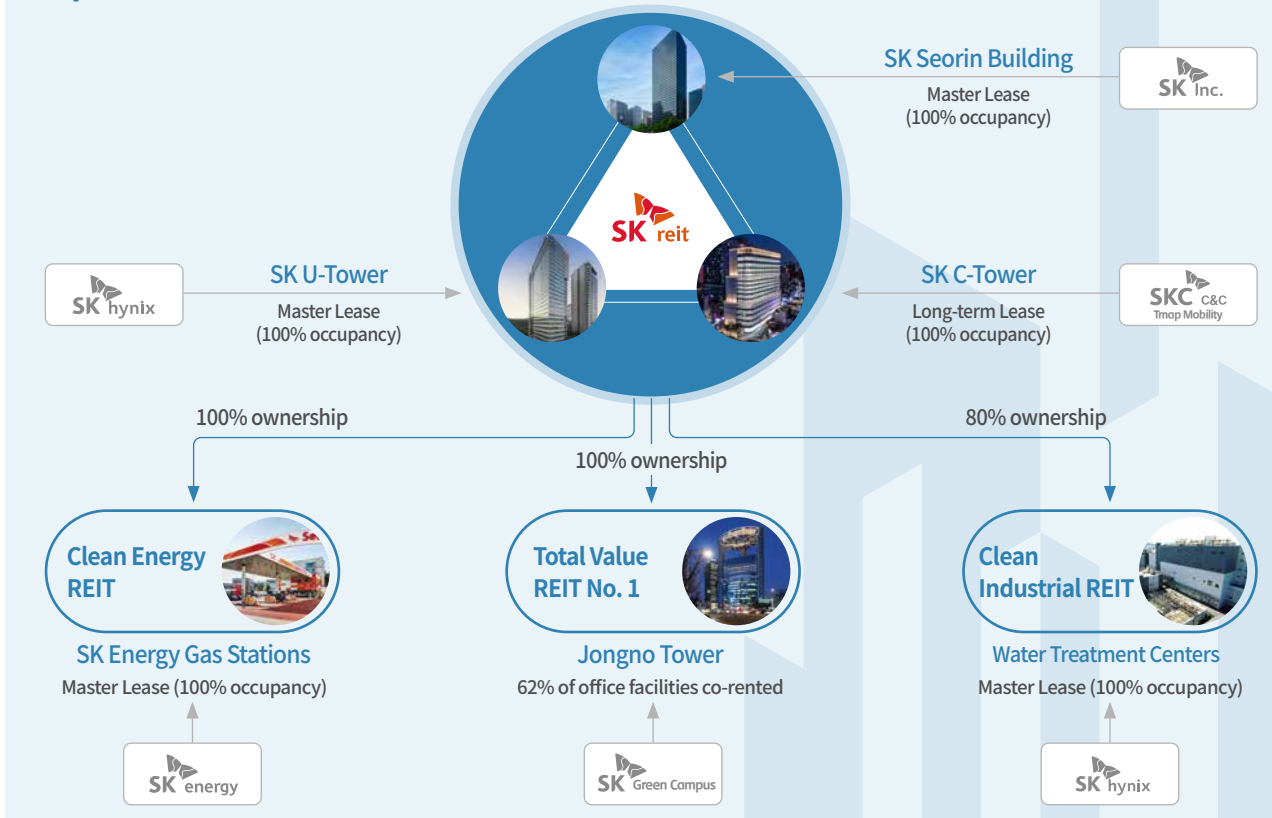 SK Seorin Building
Master Lease
(100% occupancy)
SK Inc.
SK reit
SK hynix
SK U-Tower
Master Lease
(100% occupancy)
SK C-Tower
Long-term Lease
(100% occupancy)
SKC C&C
Tmap Mobility
100% ownership
100% ownership
80% ownership
Clean Energy
REIT
Total Value
REIT No. 1
Clean
Industrial REIT
SK Energy Gas Stations
Master Lease (100% occupancy)
Jongno Tower
62% of office facilities co-rented
Water Treatment Centers
Master Lease (100% occupancy)
SK energy
SK Green Campus
SK hynix